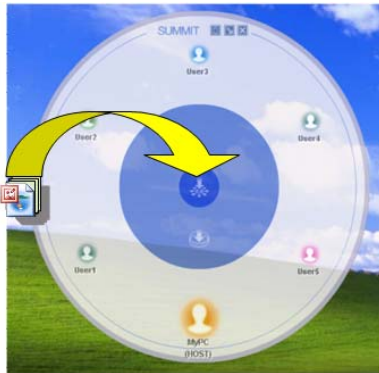 SUMMIT
User3
User2
User4
User1
User5
MyPC
(HOST)